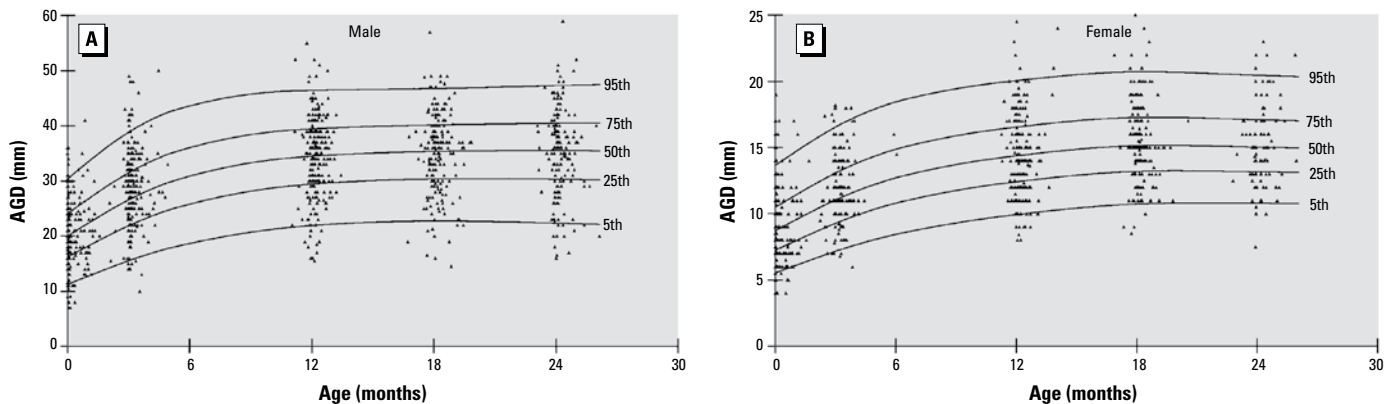 A
Male
60
50
40
30
20
10
0
AGD (mm)
95th
75th
50th
25th
5th
0 6 12 18 24 30
Age (months)
B
Female
25
20
15
10
5
0
AGD (mm)
95th
75th
50th
25th
5th
0 6 12 18 24 30
Age (months)